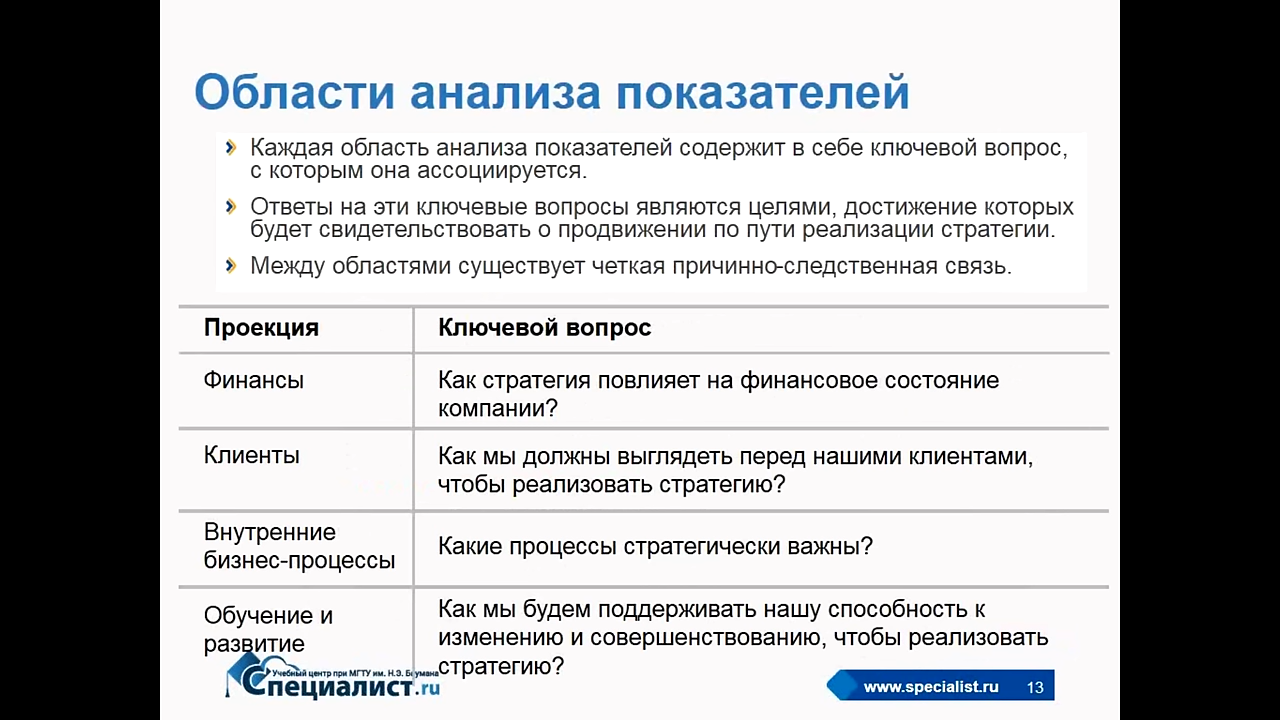 Области анализа показателей
Каждая область анализа показателей содержит в себе ключевой вопрос,
с которым она ассоциируется.
Ответы на эти ключевые вопросы являются целями, достижение которых
будет свидетельствовать о продвижении по пути реализации стратегии.
Между областями существует четкая причинно-следственная связь.
Проекция
Ключевой вопрос
Финансы
Как стратегия повлияет на финансовое состояние
компании?
Клиенты
Как мы должны выглядеть перед нашими клиентами,
чтобы реализовать стратегию?
Внутренние
бизнес-процессы
Какие процессы стратегически важны?
Обучение и
развитие
Как мы будем поддерживать нашу способность к
изменению и совершенствованию, чтобы реализовать
стратегию?
Учебный центр при МГТУ им. Н.Э. Баумана
Специалист.ru
www.specialist.ru
13